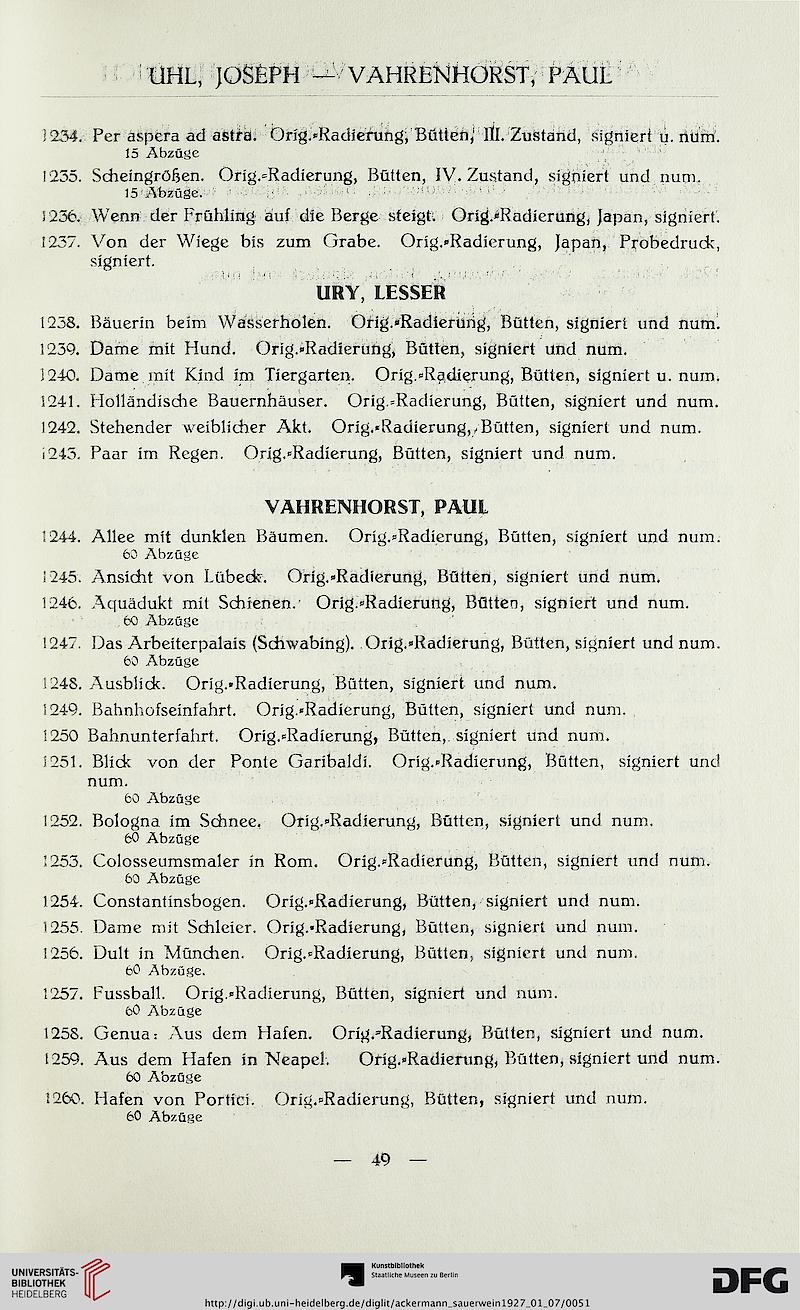 UHL, JOSEPH — VAHRENHORST, PAUL
1234. Per aspera ad astra. Orig.=Radierung, Bütten, III. Zustand, signiert u. num.
15 Abzüge
1235. Scheingrößen. Orig.=Radierung, Bütten, IV. Zustand, signiert und num.
15 Abzüge.
1236. Wenn der Frühling auf die Berge steigt. Orig.=Radierung, Japan, signiert.
1237. Von der Wiege bis zum Grabe. Orig.=Radierung, Japan, Probedruck,
signiert.
URY, LESSER
1238. Bäuerin beim Wasserholen. Orig.=Radierung, Bütten, signiert und num.
1239. Dame mit Hund. Orig.=Radierung, Bütten, signiert und num.
1240. Dame mit Kind im Tiergarten. Orig.=Radierung, Bütten, signiert u. num.
1241. Holländische Bauernhäuser. Orig.=Radierung, Bütten, signiert und num.
1242. Stehender weiblicher Akt. Orig.=Radierung, Bütten, signiert und num.
1243. Paar im Regen. Orig.=Radierung, Bütten, signiert und num.
VAHRENHORST, PAUL
1244. Allee mit dunklen Bäumen. Orig.=Radierung, Bütten, signiert und num.
60 Abzüge
1245. Ansicht von Lübeck. Orig.=Radierung, Bütten, signiert und num.
1246. Aquädukt mit Schienen. Orig.=Radierung, Bütten, signiert und num.
60 Abzüge
1247. Das Arbeiterpalais (Schwabing). Orig.=Radierung, Bütten, signiert und num.
60 Abzüge
1248. Ausblick. Orig.=Radierung, Bütten, signiert und num.
1249. Bahnhofseinfahrt. Orig.=Radierung, Bütten, signiert und num.
1250 Bahnunterfahrt. Orig.=Radierung, Bütten, signiert und num.
1251. Blick von der Ponte Garibaldi. Orig.=Radierung, Bütten, signiert und
num.
60 Abzüge
1252. Bologna im Schnee. Orig.=Radierung, Bütten, signiert und num.
60 Abzüge
1253. Colosseumsmaler in Rom. Orig.=Radierung, Bütten, signiert und num.
60 Abzüge
1254. Constantinsbogen. Orig.=Radierung, Bütten, signiert und num.
1255. Dame mit Schleier. Orig.=Radierung, Bütten, signiert und num.
1256. Dult in München. Orig.=Radierung, Bütten, signiert und num.
60 Abzüge.
1257. Fussball. Orig.=Radierung, Bütten, signiert und num.
60 Abzüge
1258. Genua: Aus dem Hafen. Orig.=Radierung, Bütten, signiert und num.
1259. Aus dem Hafen in Neapel. Orig.=Radierung, Bütten, signiert und num.
60 Abzüge
1260. Hafen von Portici. Orig.=Radierung, Bütten, signiert und num.
60 Abzüge
— 49 —
UNIVERSITÄTS-
BIBLIOTHEK
HEIDELBERG
Kunstbibliothek
Staatliche Museen zu Berlin
DFG
http://digi.ub.uni-heidelberg.de/diglit/ackermann_sauerwein1927_01_07/0051